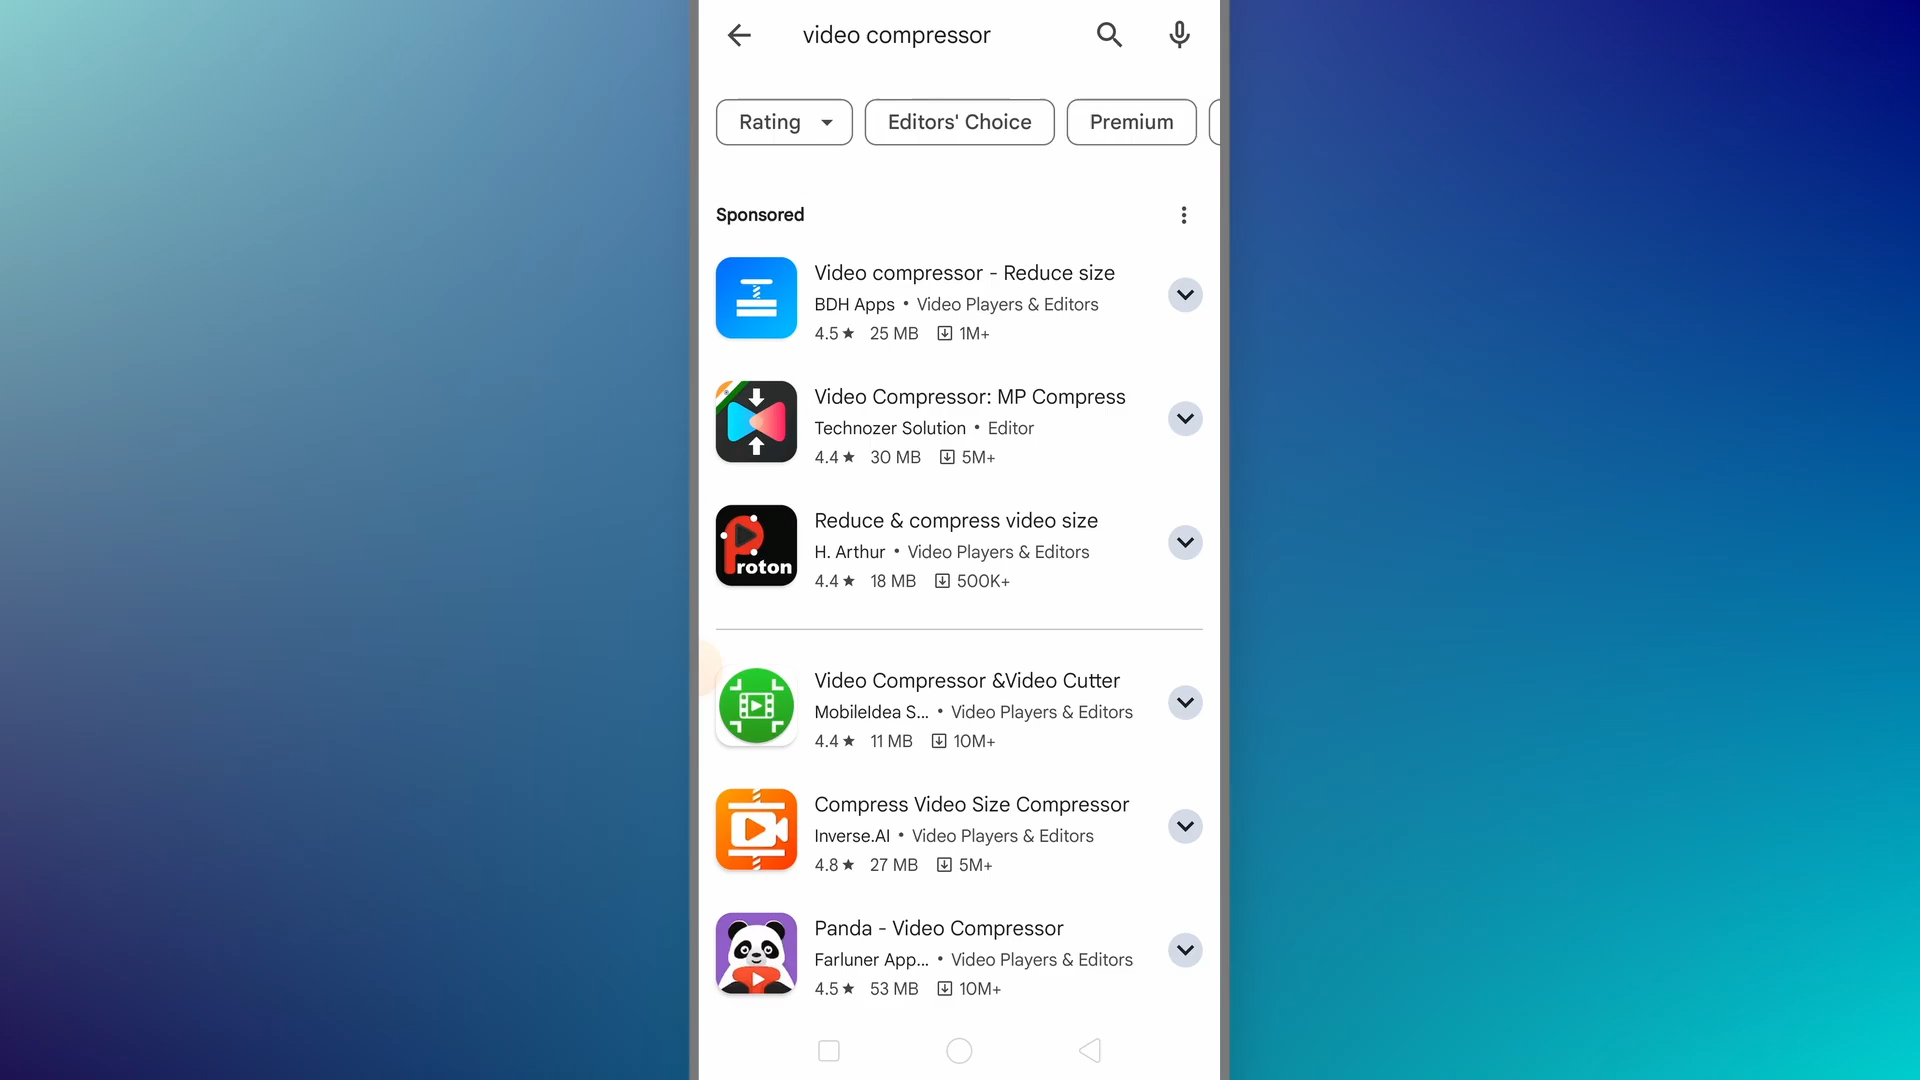 video compressor
Rating
Editors' Choice
Premium
Sponsored
Video compressor - Reduce size
BDH Apps • Video Players & Editors
4.5★ 25 MB 1M+
Video Compressor: MP Compress
Technozer Solution • Editor
4.4★ 30 MB 5M+
Proton
Reduce & compress video size
H. Arthur • Video Players & Editors
4.4★ 18 MB 500K+
Video Compressor &Video Cutter
MobileIdea S... • Video Players & Editors
4.4★ 11 MB 10M+
Compress Video Size Compressor
Inverse.AI • Video Players & Editors
4.8★ 27 MB 5M+
Panda - Video Compressor
Farluner App... • Video Players & Editors
4.5★ 53 MB 10M+